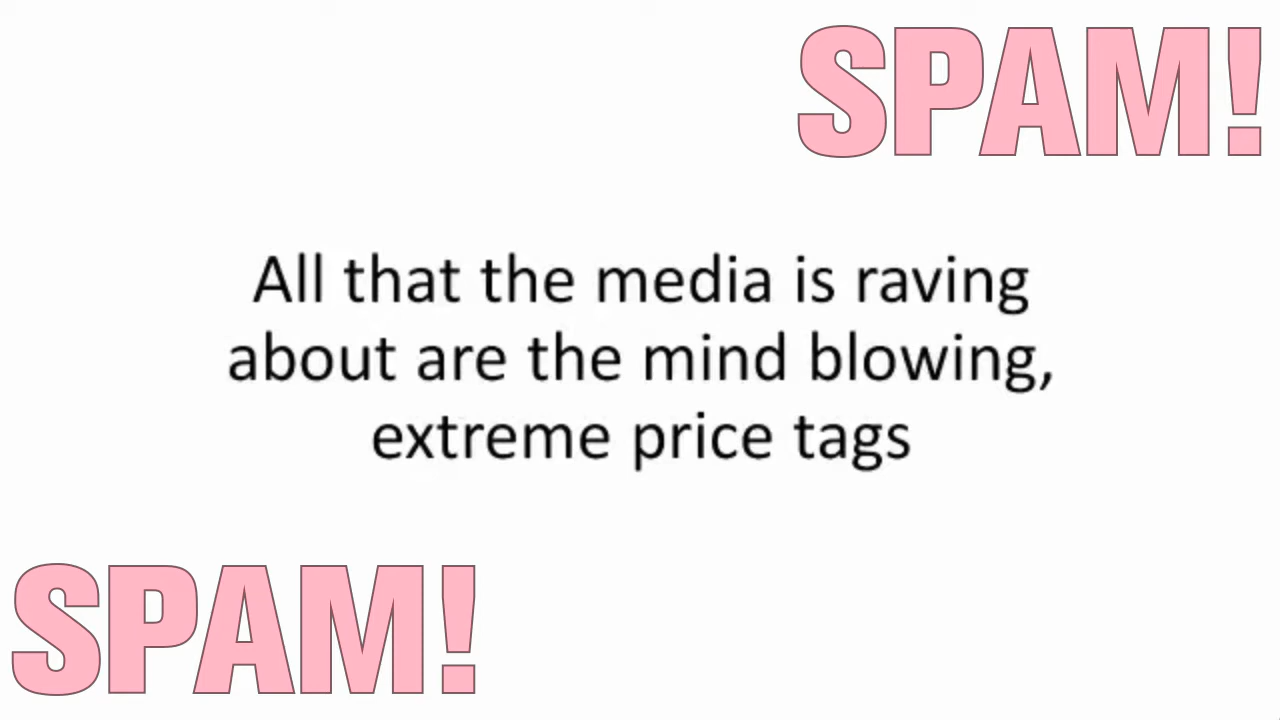 SPAM!
All that the media is raving
about are the mind blowing,
extreme price tags
SPAM!